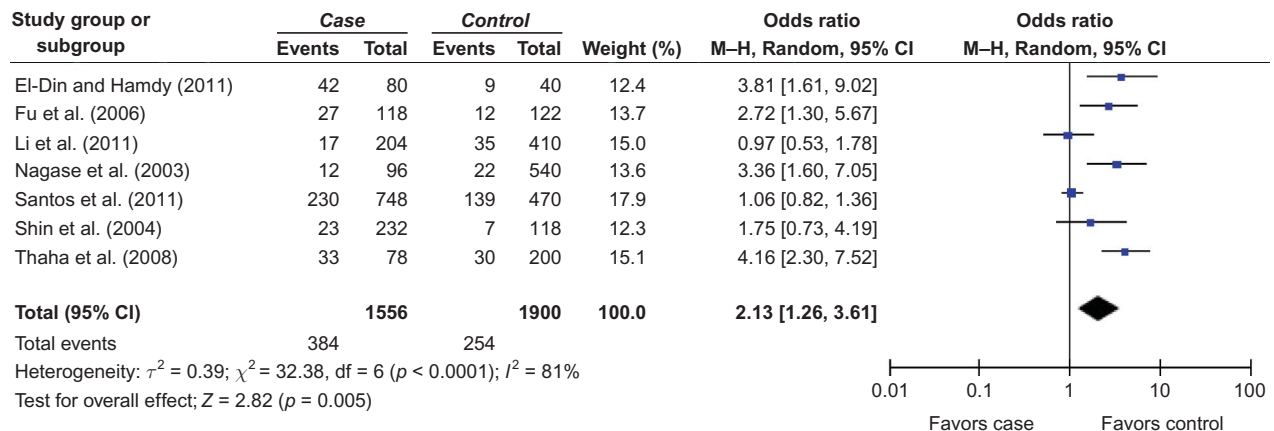 Study group or subgroup Case Control Odds ratio Odds ratio
Events Total Events Total Weight (%) M–H, Random, 95% CI M–H, Random, 95% CI
El-Din and Hamdy (2011) 42 80 9 40 12.4 3.81 [1.61, 9.02]
Fu et al. (2006) 27 118 12 122 13.7 2.72 [1.30, 5.67]
Li et al. (2011) 17 204 35 410 15.0 0.97 [0.53, 1.78]
Nagase et al. (2003) 12 96 22 540 13.6 3.36 [1.60, 7.05]
Santos et al. (2011) 230 748 139 470 17.9 1.06 [0.82, 1.36]
Shin et al. (2004) 23 232 7 118 12.3 1.75 [0.73, 4.19]
Thaha et al. (2008) 33 78 30 200 15.1 4.16 [2.30, 7.52]
Total (95% CI) 1556 1900 100.0 2.13 [1.26, 3.61]
Total events 384 254
Heterogeneity: τ² = 0.39; χ² = 32.38, df = 6 (p < 0.0001); I² = 81%
Test for overall effect; Z = 2.82 (p = 0.005)
0.01 0.1 1 10 100
Favors case Favors control